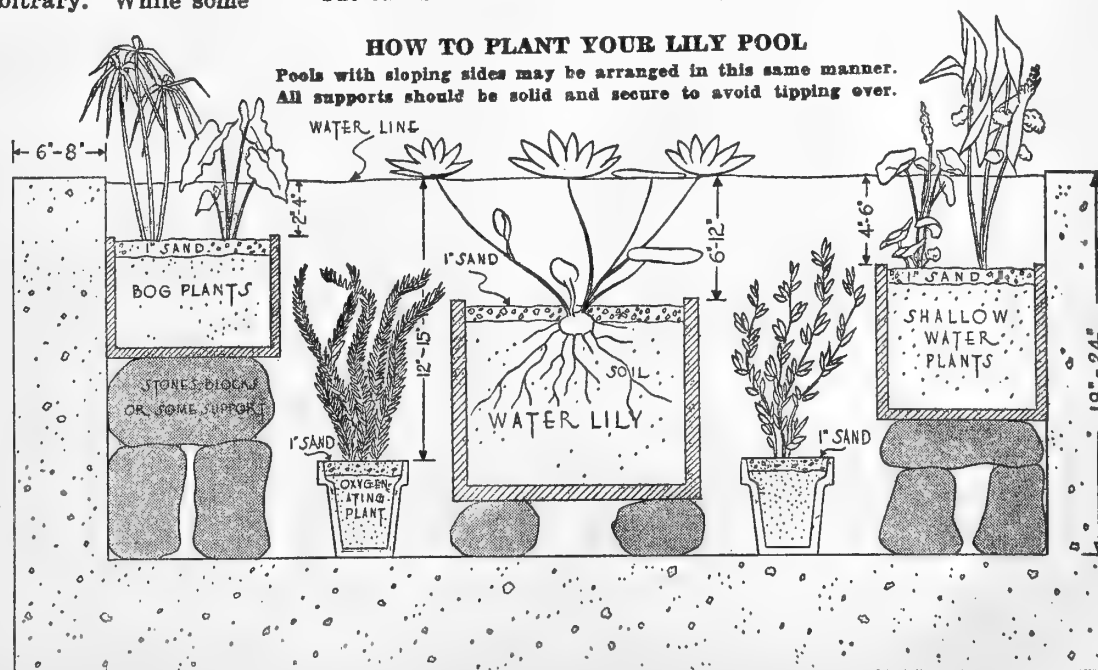 bitrary. While some
HOW TO PLANT YOUR LILY POOL
Pools with sloping sides may be arranged in this same manner.
All supports should be solid and secure to avoid tipping over.
WATER LINE
6"-8"
2"-4"
1" SAND
BOG PLANTS
STONES-BLOCKS
OR SOME SUPPORT
1" SAND
OXYGEN-
ATING
PLANT
12"-15"
1" SAND
SOIL
WATER LILY
6"-12"
1" SAND
4"-6"
1" SAND
SHALLOW
WATER
PLANTS